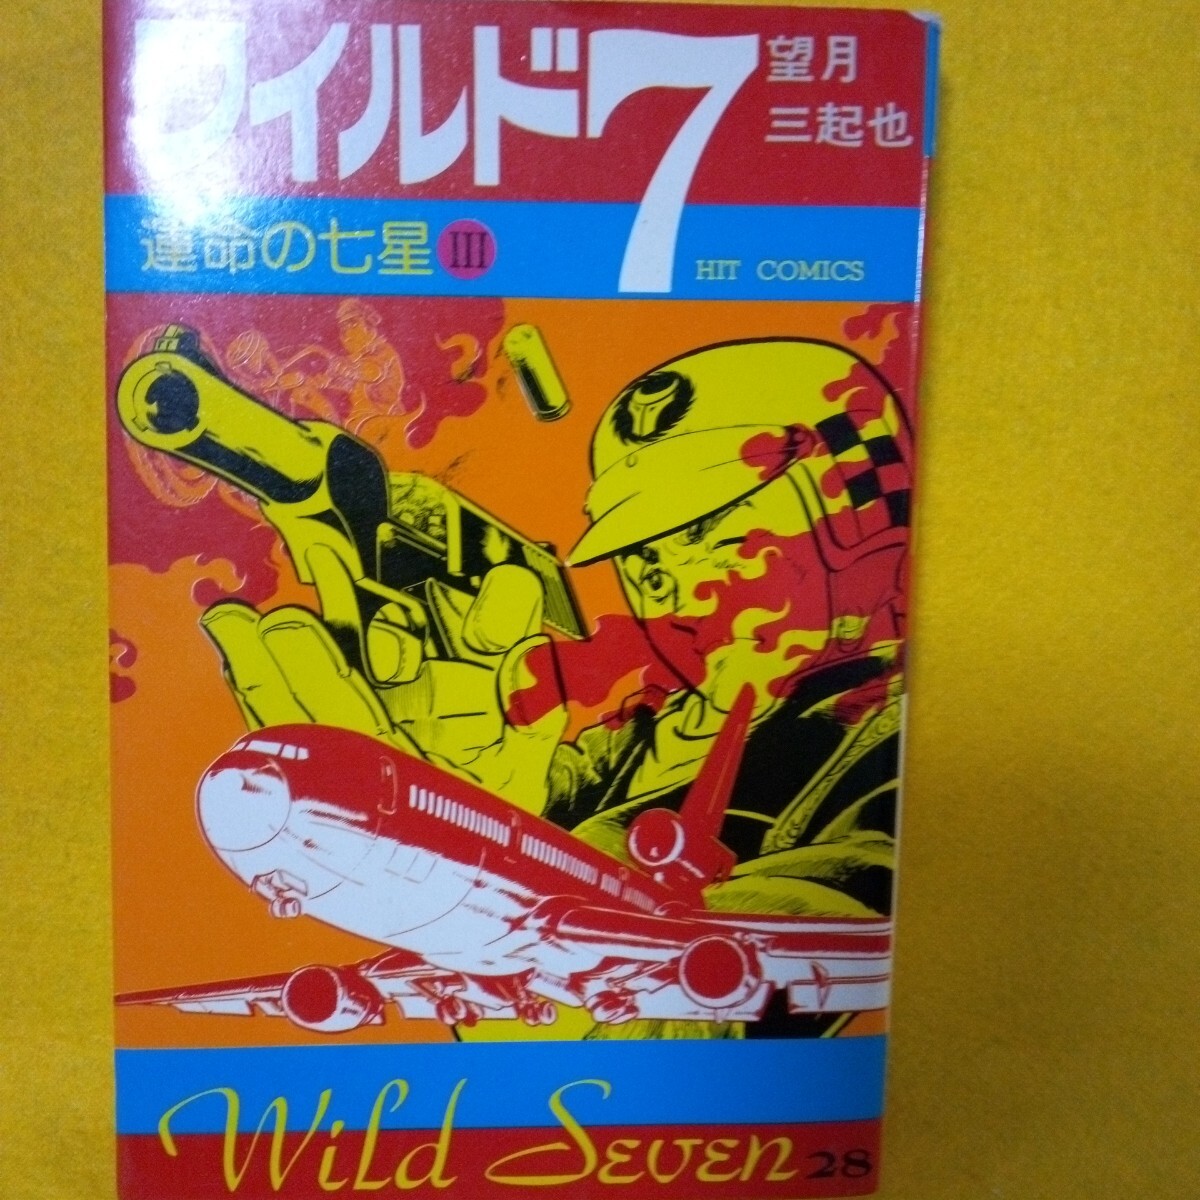 ワイルド7
望月
三起也
運命の七星 III
HIT COMICS
Wild Seven 28